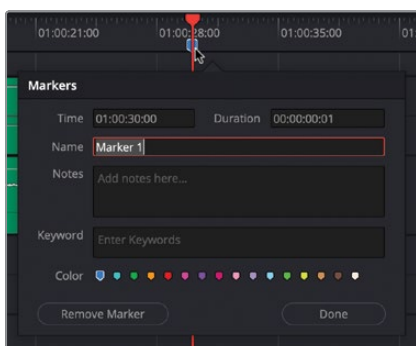 01:00:21:00 01:00:28:00 01:00:35:00 01:
Markers
Time 01:00:30:00 Duration 00:00:00:01
Name Marker 1
Notes Add notes here...
Keyword Enter Keywords
Color
Remove Marker Done